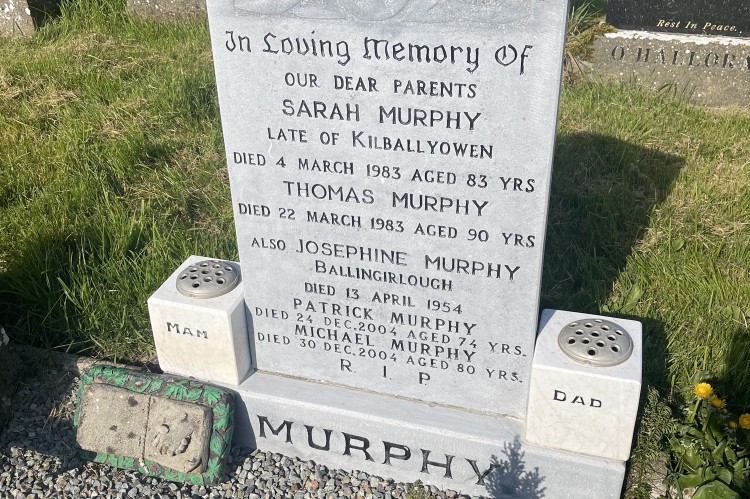 In Loving Memory Of
OUR DEAR PARENTS
SARAH MURPHY
LATE OF KILBALLYOWEN
DIED 4 MARCH 1983 AGED 83 YRS
THOMAS MURPHY
DIED 22 MARCH 1983 AGED 90 YRS
ALSO JOSEPHINE MURPHY
BALLINGIRLOUGH
DIED 13 APRIL 1954
PATRICK MURPHY
DIED 24 DEC. 2004 AGED 74 YRS.
MICHAEL MURPHY
DIED 30 DEC. 2004 AGED 80 YRS.
R. I. P
MAM
DAD
MURPHY
Rest in Peace.
O'HALLORA